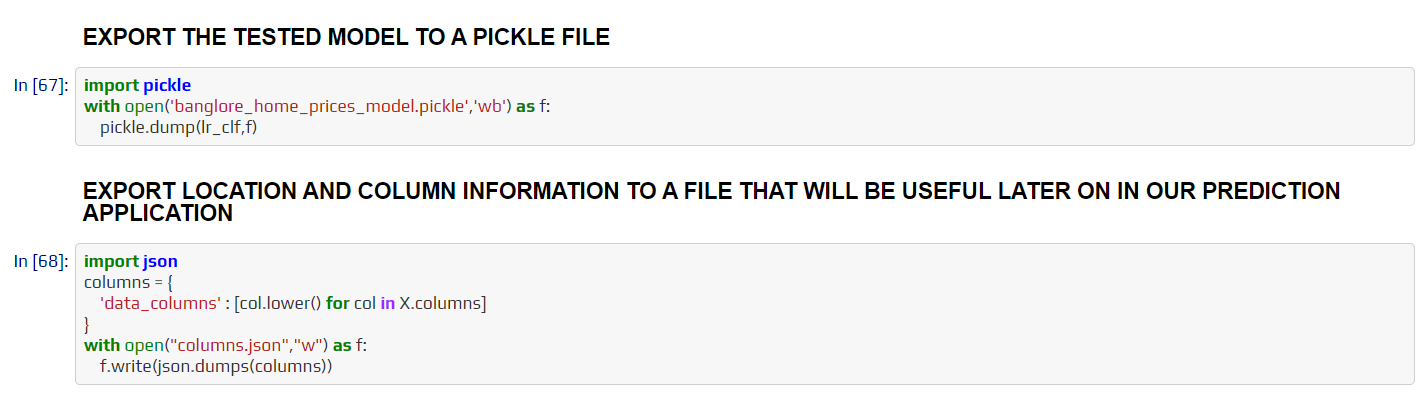 EXPORT THE TESTED MODEL TO A PICKLE FILE
In [67]: import pickle
with open('banglore_home_prices_model.pickle','wb') as f:
    pickle.dump(lr_clf,f)
EXPORT LOCATION AND COLUMN INFORMATION TO A FILE THAT WILL BE USEFUL LATER ON IN OUR PREDICTION
APPLICATION
In [68]: import json
columns = {
    'data_columns' : [col.lower() for col in X.columns]
}
with open("columns.json","w") as f:
    f.write(json.dumps(columns))